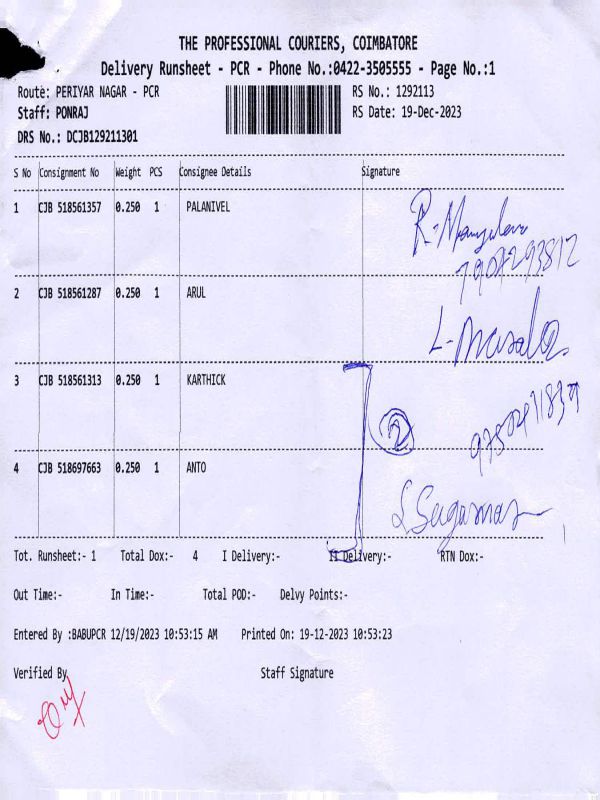 THE PROFESSIONAL COURIERS, COIMBATORE
Delivery Runsheet - PCR - Phone No.:0422-3505555 - Page No.:1
Route: PERIYAR NAGAR - PCR RS No.: 1292113
Staff: PONRAJ RS Date: 19-Dec-2023
DRS No.: DCJB129211301
S No Consignment No Weight PCS Consignee Details Signature
1 CJB 518561357 0.250 1 PALANIVEL
2 CJB 518561287 0.250 1 ARUL
3 CJB 518561313 0.250 1 KARTHICK
2
4 CJB 518697663 0.250 1 ANTO
Tot. Runsheet:- 1 Total Dox:- 4 I Delivery:- II Delivery:- RTN Dox:-
Out Time:- In Time:- Total POD:- Delvy Points:-
Entered By :BABUPCR 12/19/2023 10:53:15 AM Printed On: 19-12-2023 10:53:23
Verified By Staff Signature